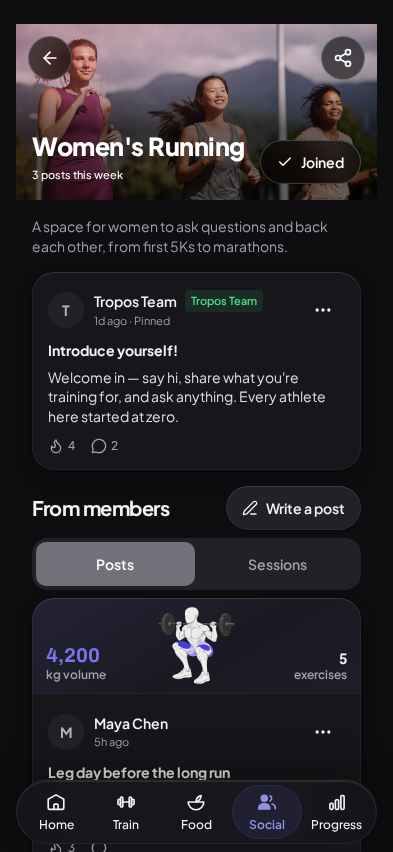 Women's Running
3 posts this week
Joined
A space for women to ask questions and back
each other, from first 5Ks to marathons.
T
Tropos Team
Tropos Team
1d ago · Pinned
Introduce yourself!
Welcome in — say hi, share what you're
training for, and ask anything. Every athlete
here started at zero.
4
2
From members
Write a post
Posts
Sessions
4,200
kg volume
5
exercises
M
Maya Chen
5h ago
Leg day before the long run
3
Home
Train
Food
Social
Progress